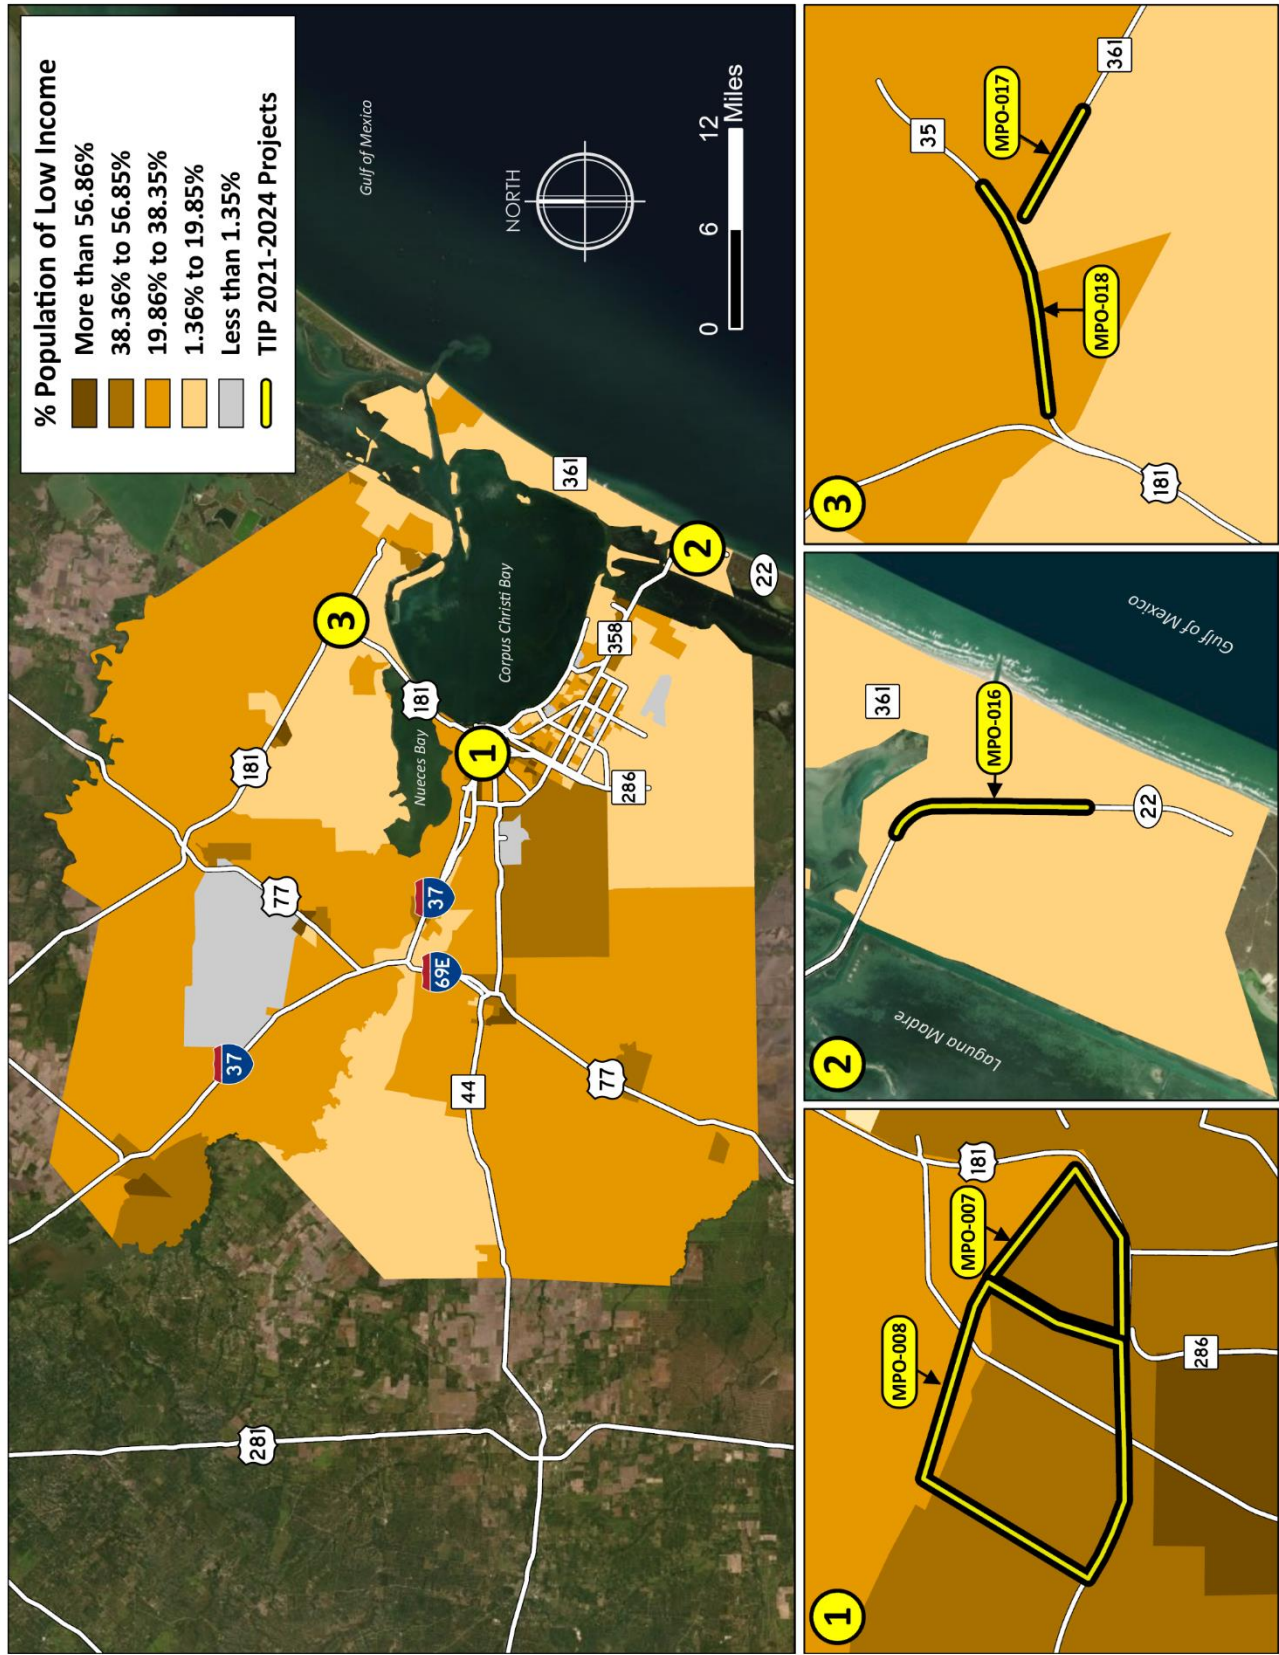 % Population of Low Income
More than 56.86%
38.36% to 56.85%
19.86% to 38.35%
1.36% to 19.85%
Less than 1.35%
TIP 2021-2024 Projects
Gulf of Mexico
NORTH
0 6 12 Miles
281
37
77
181
3
Nueces Bay
181
Corpus Christi Bay
37
69E
1
44
77
286
358
361
2
22
1
MPO-008
MPO-007
181
286
2
Laguna Madre
361
MPO-016
22
Gulf of Mexico
3
35
MPO-017
361
MPO-018
181